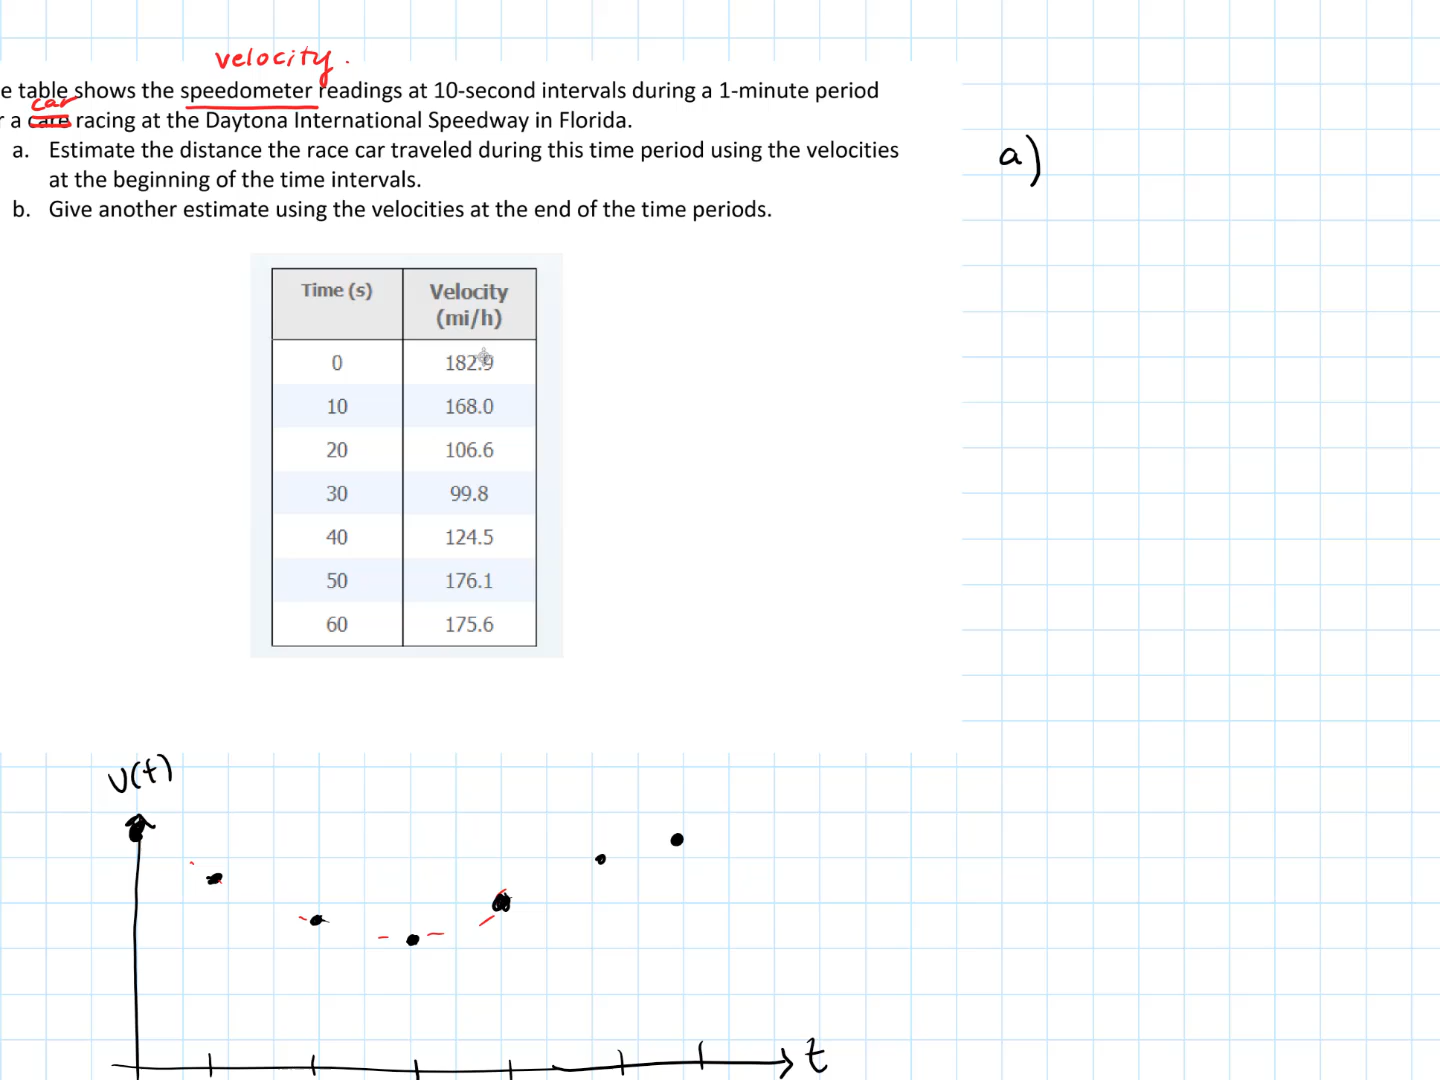 velocity.
e table shows the speedometer readings at 10-second intervals during a 1-minute period
car
r a care racing at the Daytona International Speedway in Florida.
a. Estimate the distance the race car traveled during this time period using the velocities
at the beginning of the time intervals.
b. Give another estimate using the velocities at the end of the time periods.
a)
Time (s) Velocity (mi/h)
0 182.9
10 168.0
20 106.6
30 99.8
40 124.5
50 176.1
60 175.6
v(t)
t